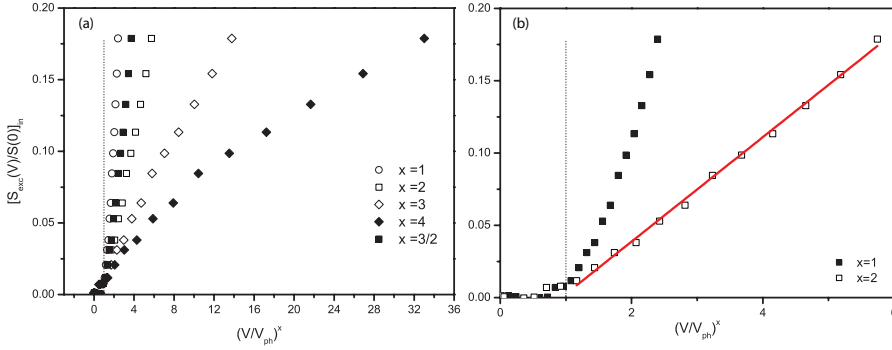 (a)
0.20
0.15
0.10
0.05
0.00
[S_exc(V)/S(0)]_in
x =1
x =2
x =3
x =4
x =3/2
0 4 8 12 16 20 24 28 32 36
(V/V_ph)^x
(b)
0.20
0.15
0.10
0.05
0.00
x=1
x=2
0 2 4 6
(V/V_ph)^x